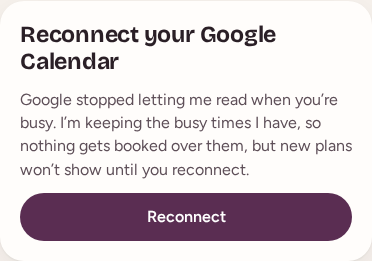 Reconnect your Google
Calendar
Google stopped letting me read when you’re
busy. I’m keeping the busy times I have, so
nothing gets booked over them, but new plans
won’t show until you reconnect.
Reconnect